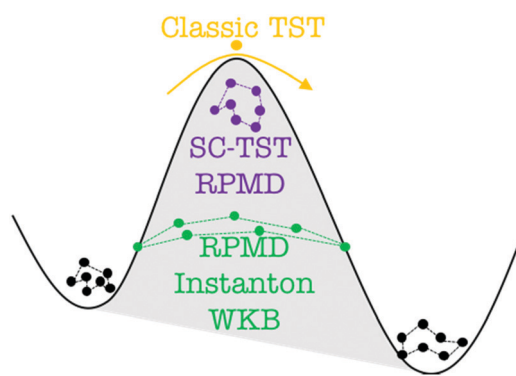 Classic TST
SC-TST
RPMD
RPMD
Instanton
WKB